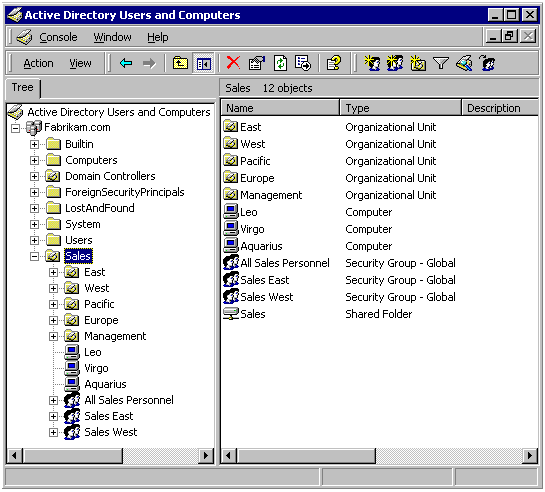 Active Directory Users and Computers
Console Window Help
Action View
Tree
Sales 12 objects
Active Directory Users and Computers
Fabrikam.com
Builtin
Computers
Domain Controllers
ForeignSecurityPrincipals
LostAndFound
System
Users
Sales
East
West
Pacific
Europe
Management
Leo
Virgo
Aquarius
All Sales Personnel
Sales East
Sales West
Name Type Description
East Organizational Unit
West Organizational Unit
Pacific Organizational Unit
Europe Organizational Unit
Management Organizational Unit
Leo Computer
Virgo Computer
Aquarius Computer
All Sales Personnel Security Group - Global
Sales East Security Group - Global
Sales West Security Group - Global
Sales Shared Folder